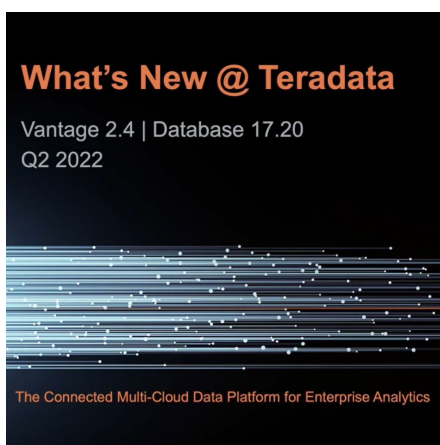 What's New @ Teradata
Vantage 2.4 | Database 17.20
Q2 2022
The Connected Multi-Cloud Data Platform for Enterprise Analytics